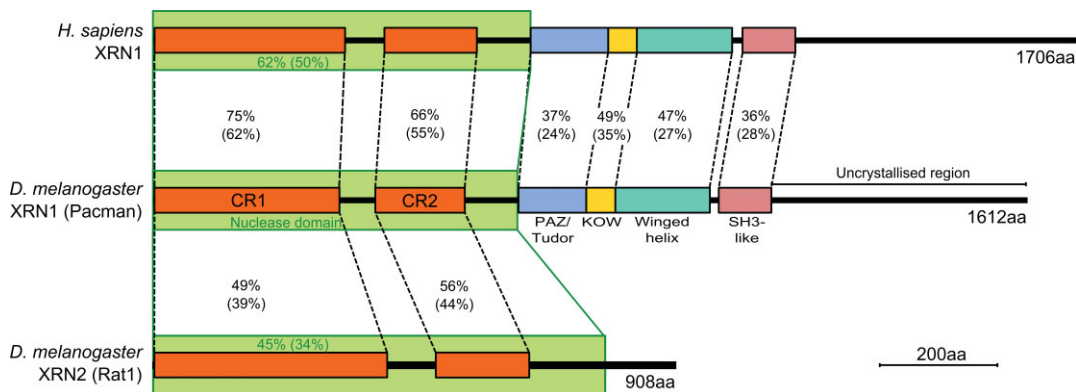 H. sapiens
XRN1
1706aa
62% (50%)
75%
(62%)
66%
(55%)
37%
(24%)
49%
(35%)
47%
(27%)
36%
(28%)
D. melanogaster
XRN1 (Pacman)
CR1
CR2
Uncrystallised region
1612aa
Nuclease domain
PAZ/
Tudor
KOW
Winged
helix
SH3-
like
49%
(39%)
56%
(44%)
45% (34%)
D. melanogaster
XRN2 (Rat1)
908aa
200aa